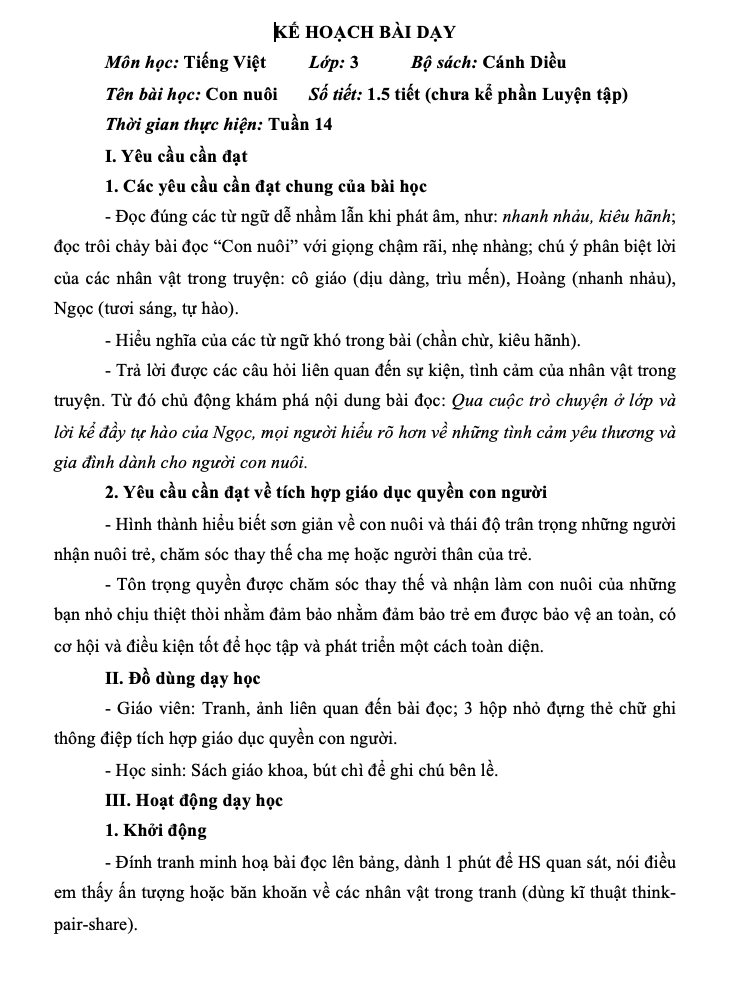 KẾ HOẠCH BÀI DẠY
Môn học: Tiếng Việt Lớp: 3 Bộ sách: Cánh Diều
Tên bài học: Con nuôi Số tiết: 1.5 tiết (chưa kể phần Luyện tập)
Thời gian thực hiện: Tuần 14
I. Yêu cầu cần đạt
1. Các yêu cầu cần đạt chung của bài học
- Đọc đúng các từ ngữ dễ nhầm lẫn khi phát âm, như: nhanh nhảu, kiêu hãnh;
đọc trôi chảy bài đọc “Con nuôi” với giọng chậm rãi, nhẹ nhàng; chú ý phân biệt lời
của các nhân vật trong truyện: cô giáo (dịu dàng, trìu mến), Hoàng (nhanh nhảu),
Ngọc (tươi sáng, tự hào).
- Hiểu nghĩa của các từ ngữ khó trong bài (chần chừ, kiêu hãnh).
- Trả lời được các câu hỏi liên quan đến sự kiện, tình cảm của nhân vật trong
truyện. Từ đó chủ động khám phá nội dung bài đọc: Qua cuộc trò chuyện ở lớp và
lời kể đầy tự hào của Ngọc, mọi người hiểu rõ hơn về những tình cảm yêu thương và
gia đình dành cho người con nuôi.
2. Yêu cầu cần đạt về tích hợp giáo dục quyền con người
- Hình thành hiểu biết sơn giản về con nuôi và thái độ trân trọng những người
nhận nuôi trẻ, chăm sóc thay thế cha mẹ hoặc người thân của trẻ.
- Tôn trọng quyền được chăm sóc thay thế và nhận làm con nuôi của những
bạn nhỏ chịu thiệt thòi nhằm đảm bảo nhằm đảm bảo trẻ em được bảo vệ an toàn, có
cơ hội và điều kiện tốt để học tập và phát triển một cách toàn diện.
II. Đồ dùng dạy học
- Giáo viên: Tranh, ảnh liên quan đến bài đọc; 3 hộp nhỏ đựng thẻ chữ ghi
thông điệp tích hợp giáo dục quyền con người.
- Học sinh: Sách giáo khoa, bút chì để ghi chú bên lề.
III. Hoạt động dạy học
1. Khởi động
- Đính tranh minh hoạ bài đọc lên bảng, dành 1 phút để HS quan sát, nói điều
em thấy ấn tượng hoặc băn khoăn về các nhân vật trong tranh (dùng kĩ thuật think-
pair-share).